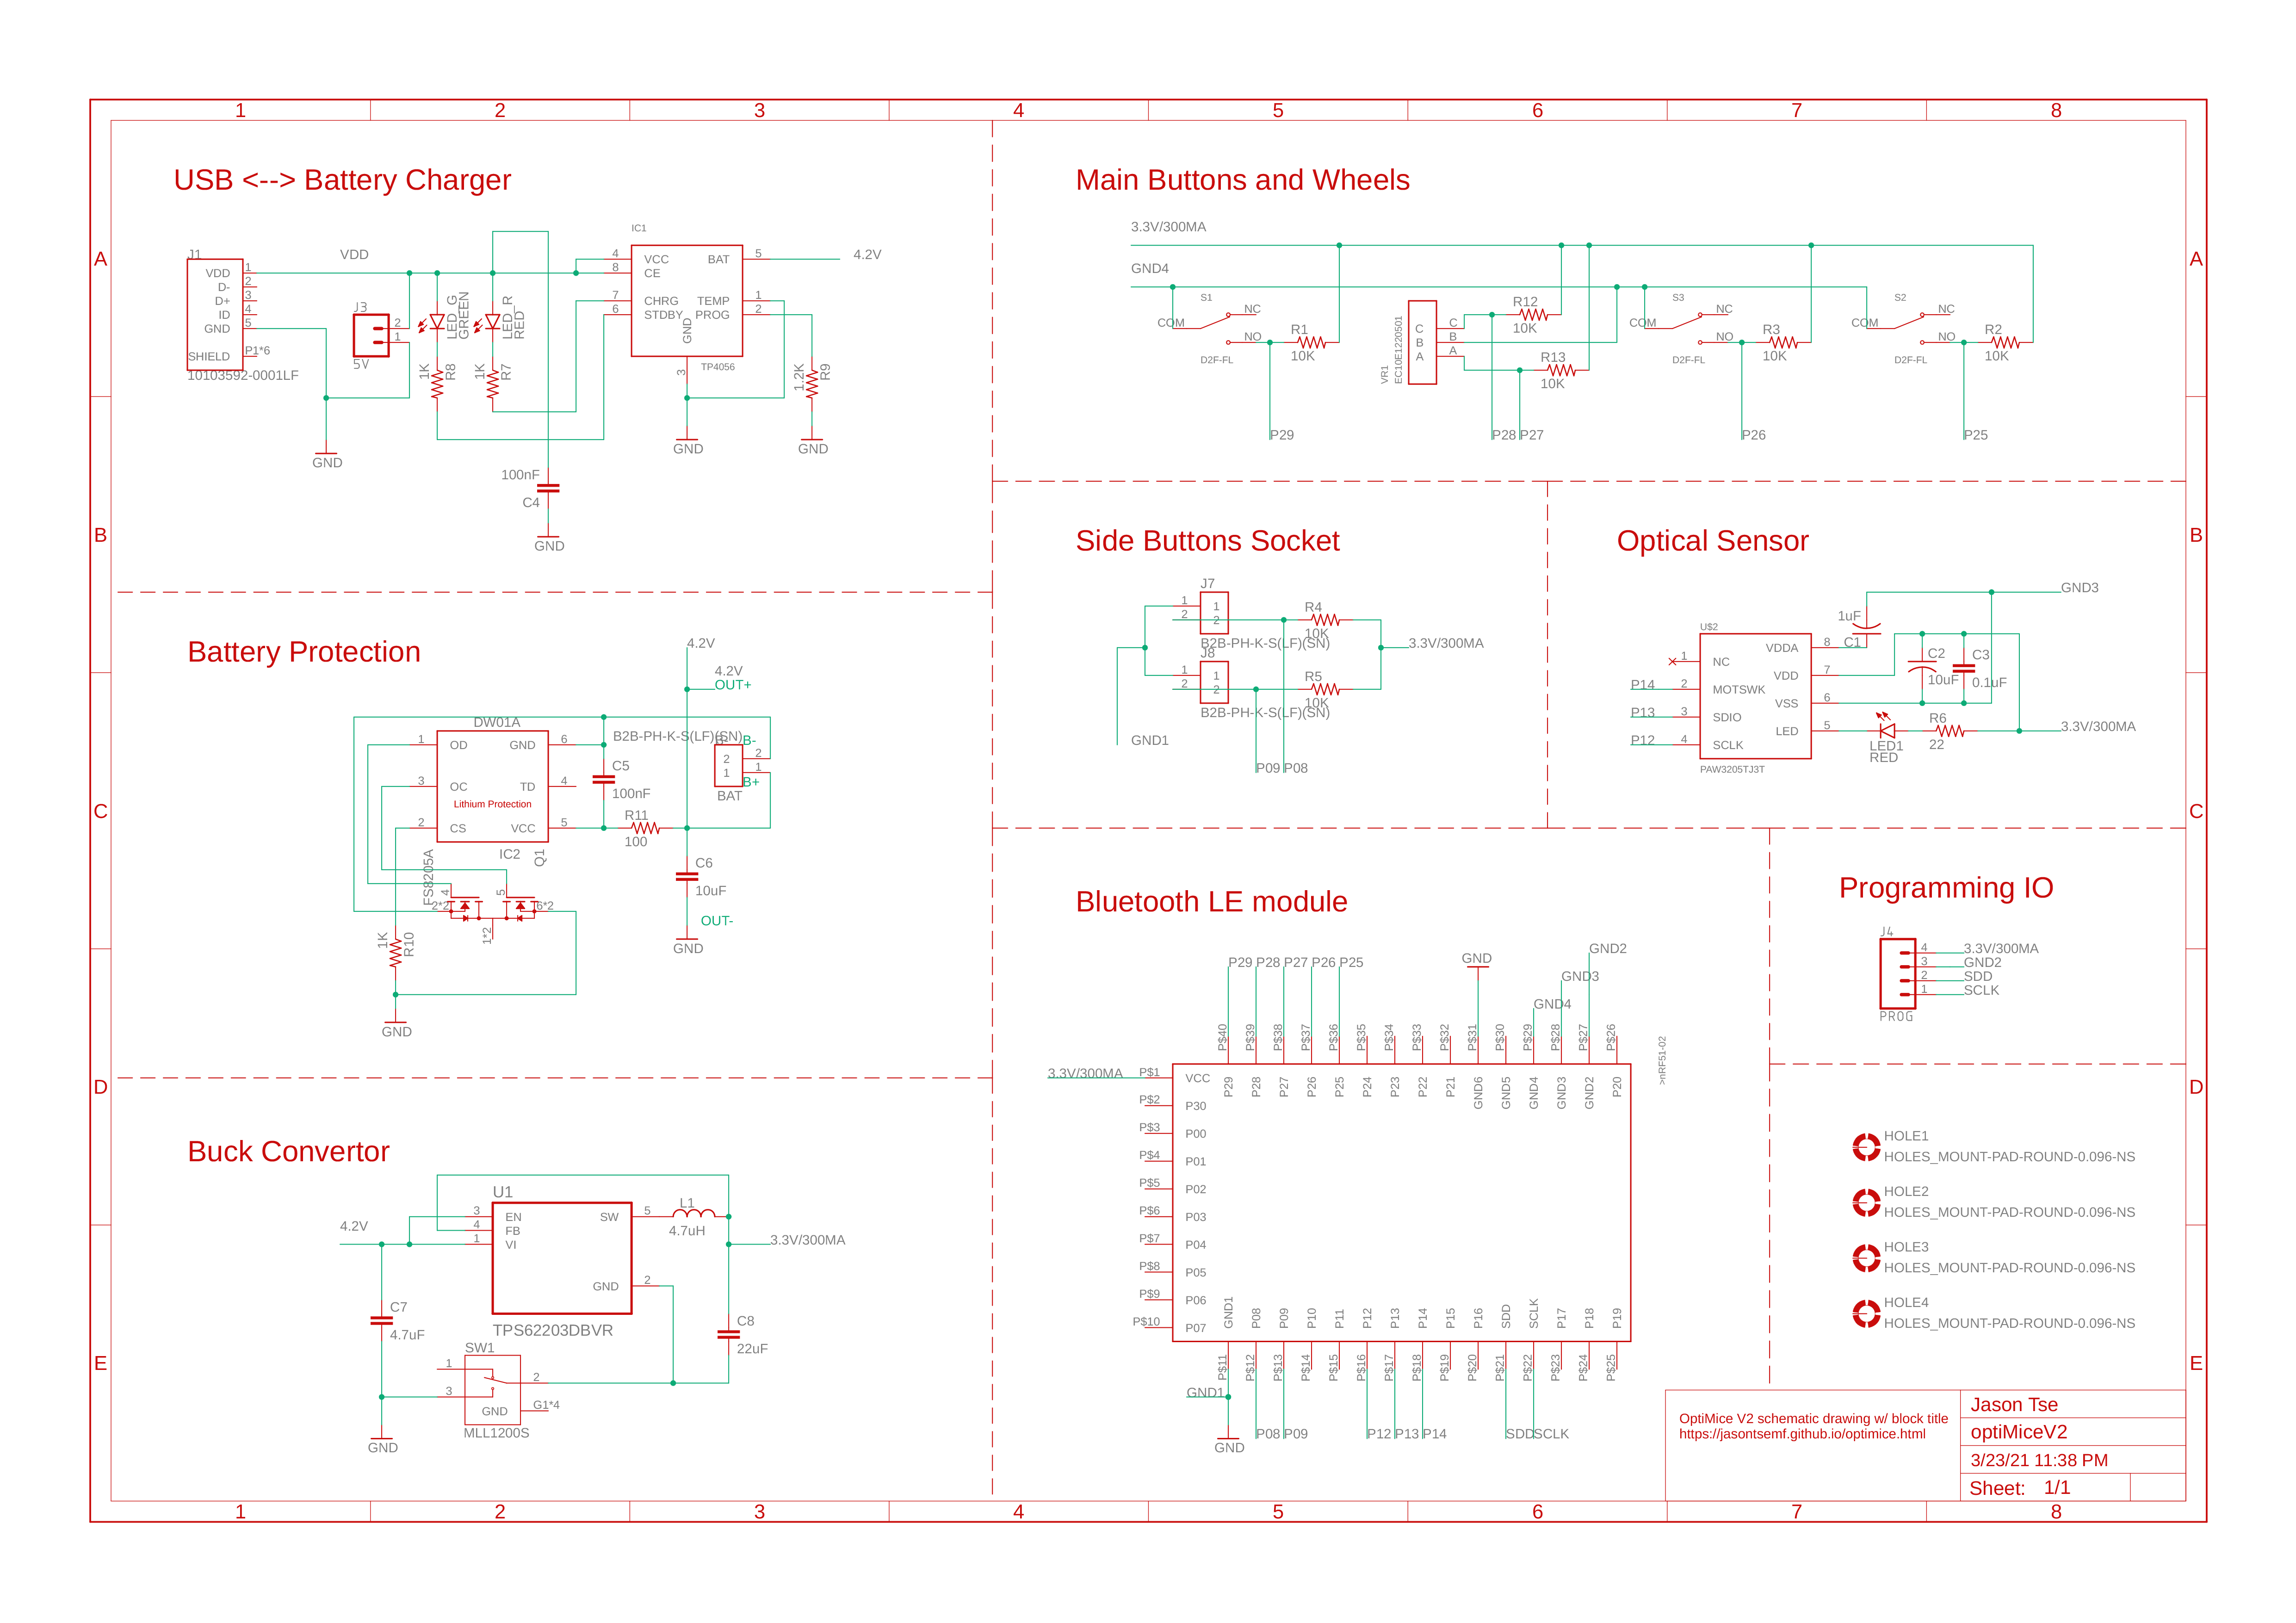 1 2 3 4 5 6 7 8
A
B
C
D
E
A
B
C
D
E
1 2 3 4 5 6 7 8
USB <--> Battery Charger
J1
VDD 1
D- 2
D+ 3
ID 4
GND 5
SHIELD P1*6
10103592-0001LF
VDD
J3
2
1
5V
LED_G
GREEN
LED_R
RED
1K
R8
1K
R7
GND
100nF
C4
GND
IC1
4 VCC BAT 5
8 CE
7 CHRG TEMP 1
6 STDBY PROG 2
GND
3
TP4056
4.2V
1.2K
R9
GND
GND
Battery Protection
4.2V
4.2V
OUT+
DW01A
1 OD GND 6
3 OC TD 4
Lithium Protection
2 CS VCC 5
IC2
Q1
FS8205A
4
5
2*2
6*2
1*2
1K
R10
GND
B2B-PH-K-S(LF)(SN)
B-
2 2
1 1
B+
BAT
C5
100nF
R11
100
C6
10uF
OUT-
GND
Buck Convertor
U1
3 EN SW 5
4 FB
1 VI
GND 2
TPS62203DBVR
4.2V
L1
4.7uH
3.3V/300MA
C7
4.7uF
C8
22uF
SW1
1
2
3
GND G1*4
MLL1200S
GND
Main Buttons and Wheels
3.3V/300MA
GND4
S1
NC
COM
NO
D2F-FL
R1
10K
P29
VR1
EC10E1220501
C C
B B
A A
R12
10K
R13
10K
P28 P27
S3
NC
COM
NO
D2F-FL
R3
10K
P26
S2
NC
COM
NO
D2F-FL
R2
10K
P25
Side Buttons Socket
J7
1 1
2 2
B2B-PH-K-S(LF)(SN)
R4
10K
J8
1 1
2 2
B2B-PH-K-S(LF)(SN)
R5
10K
3.3V/300MA
GND1
P09 P08
Optical Sensor
U$2
1 NC VDDA 8
2 MOTSWK VDD 7
3 SDIO VSS 6
4 SCLK LED 5
PAW3205TJ3T
P14
P13
P12
1uF
C1
GND3
C2
10uF
C3
0.1uF
LED1
RED
R6
22
3.3V/300MA
Bluetooth LE module
P29 P28 P27 P26 P25
GND
GND4
GND3
GND2
P$40 P$39 P$38 P$37 P$36 P$35 P$34 P$33 P$32 P$31 P$30 P$29 P$28 P$27 P$26
P29 P28 P27 P26 P25 P24 P23 P22 P21 GND6 GND5 GND4 GND3 GND2 P20
>nRF51-02
3.3V/300MA P$1 VCC
P$2 P30
P$3 P00
P$4 P01
P$5 P02
P$6 P03
P$7 P04
P$8 P05
P$9 P06
P$10 P07
GND1 P08 P09 P10 P11 P12 P13 P14 P15 P16 SDD SCLK P17 P18 P19
P$11 P$12 P$13 P$14 P$15 P$16 P$17 P$18 P$19 P$20 P$21 P$22 P$23 P$24 P$25
GND1
GND
P08 P09
P12 P13 P14
SDD SCLK
Programming IO
J4
4 3.3V/300MA
3 GND2
2 SDD
1 SCLK
PROG
HOLE1
HOLES_MOUNT-PAD-ROUND-0.096-NS
HOLE2
HOLES_MOUNT-PAD-ROUND-0.096-NS
HOLE3
HOLES_MOUNT-PAD-ROUND-0.096-NS
HOLE4
HOLES_MOUNT-PAD-ROUND-0.096-NS
OptiMice V2 schematic drawing w/ block title
https://jasontsemf.github.io/optimice.html
Jason Tse
optiMiceV2
3/23/21 11:38 PM
Sheet: 1/1